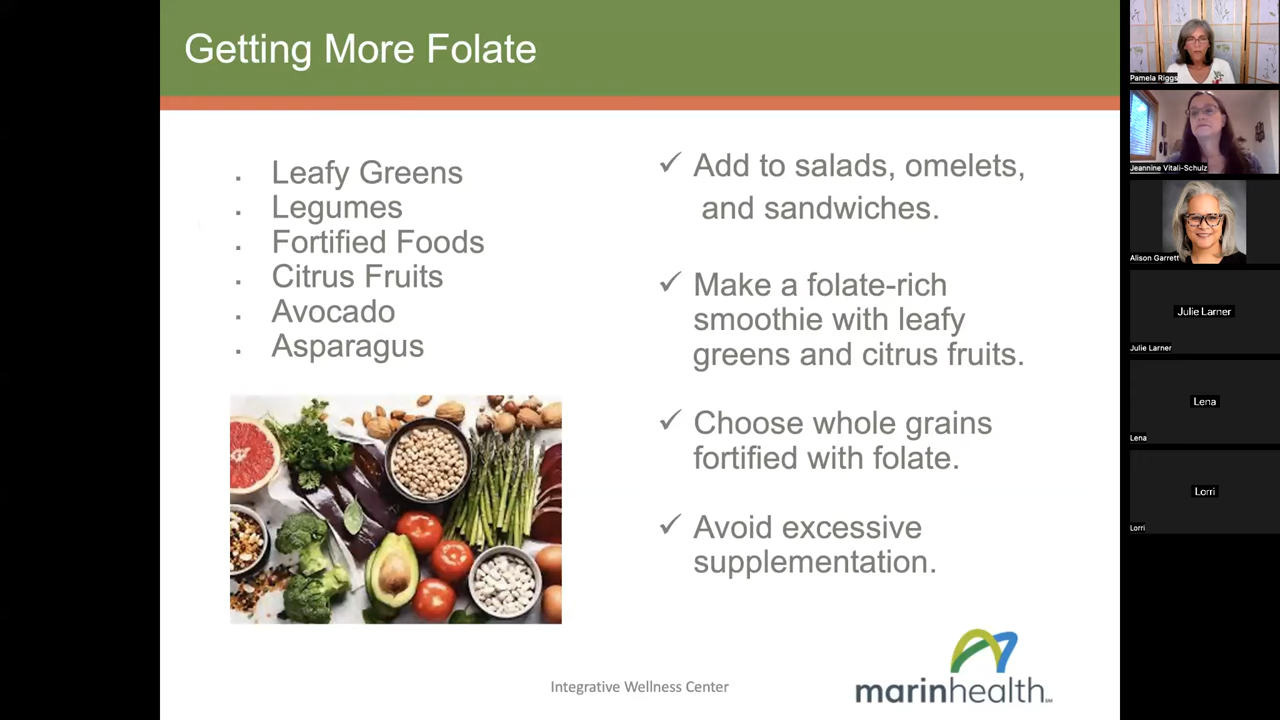 Getting More Folate
Leafy Greens
Legumes
Fortified Foods
Citrus Fruits
Avocado
Asparagus
✓ Add to salads, omelets,
and sandwiches.
✓ Make a folate-rich
smoothie with leafy
greens and citrus fruits.
✓ Choose whole grains
fortified with folate.
✓ Avoid excessive
supplementation.
Integrative Wellness Center
marinhealth℠
Pamela Riggs
Jeannine Vitali-Schulz
Alison Garrett
Julie Larner
Julie Larner
Lena
Lena
Lorri
Lorri